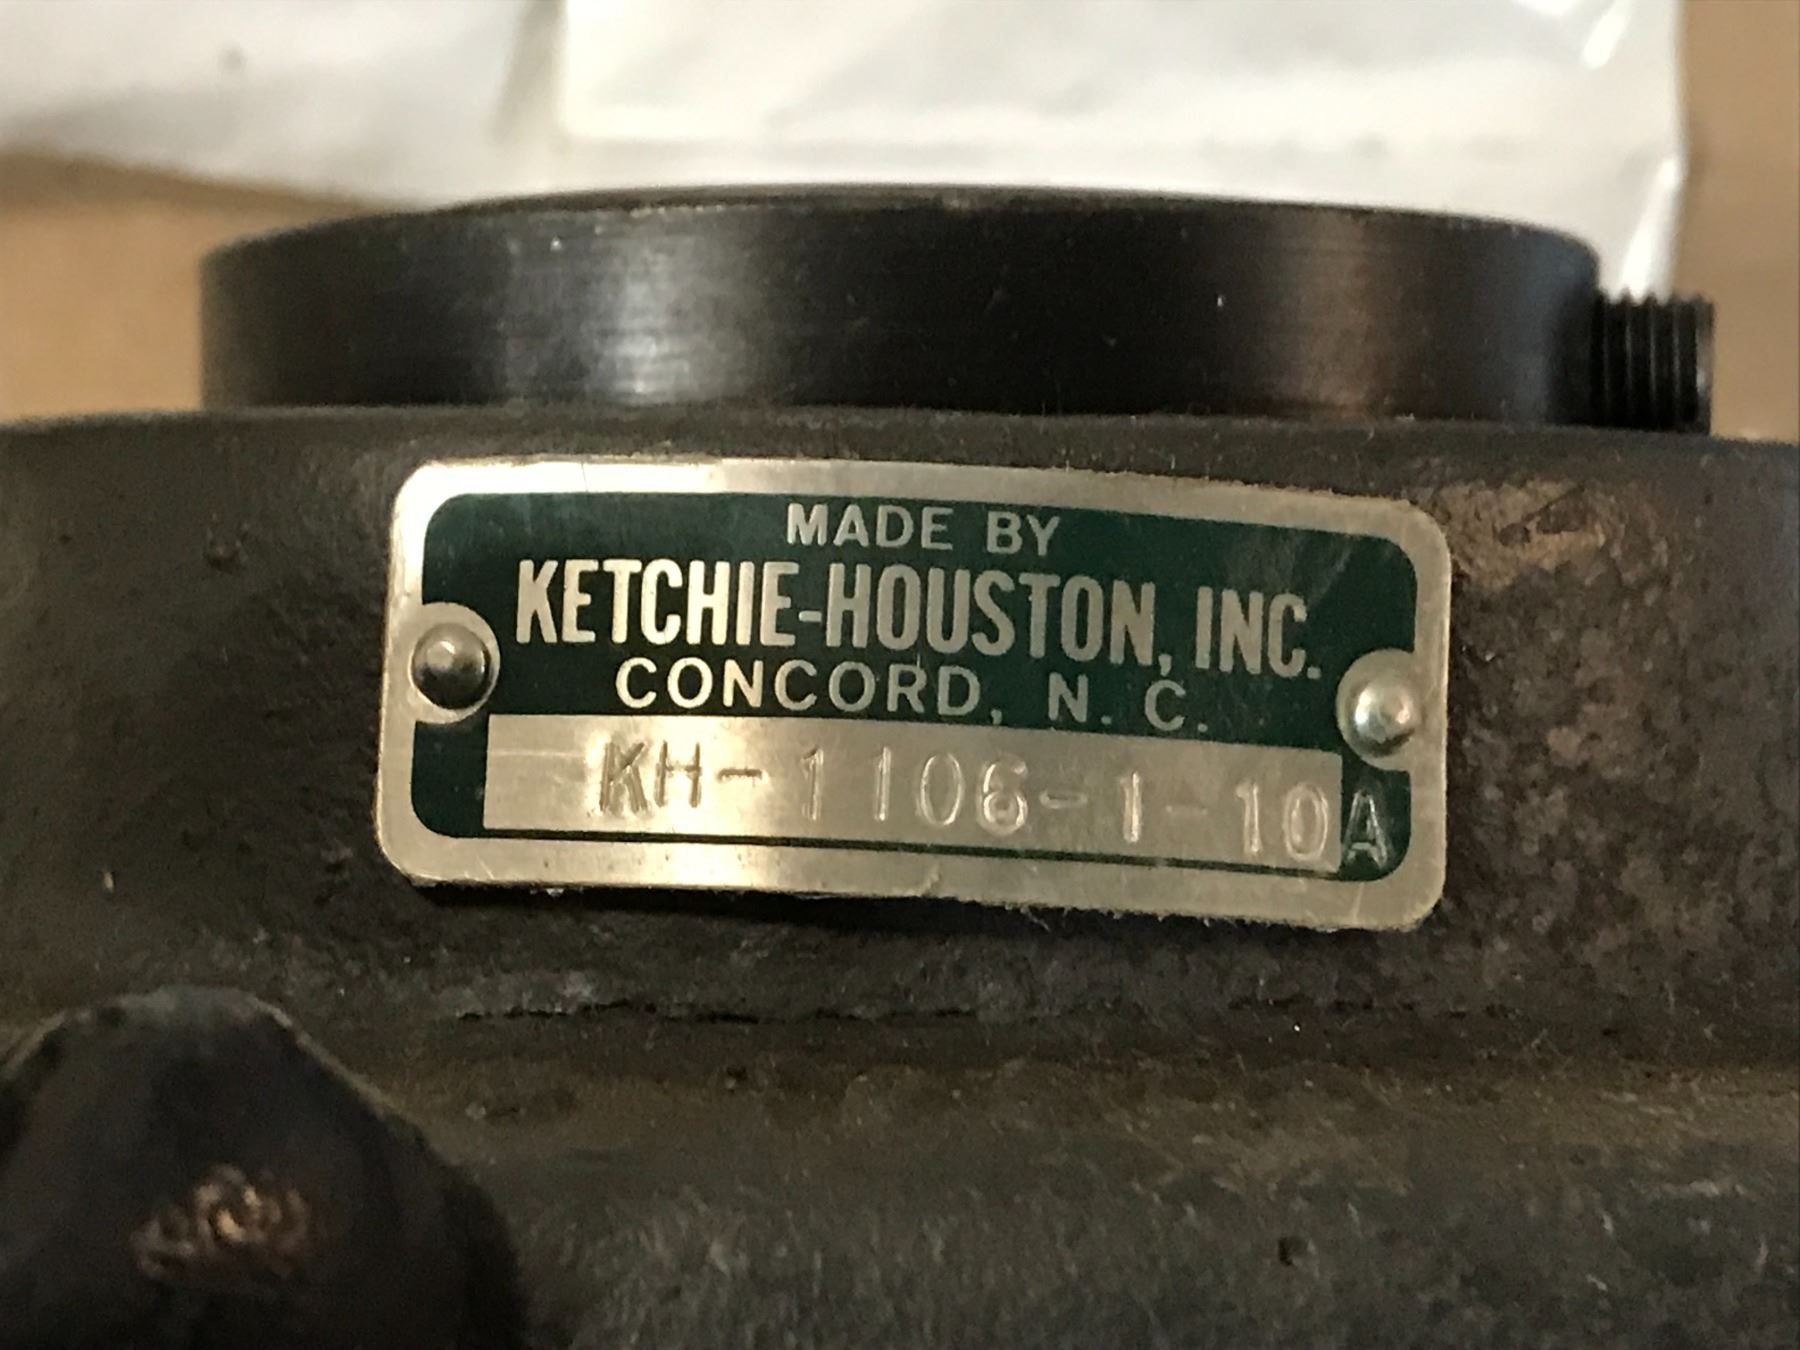 MADE BY
KETCHIE-HOUSTON, INC.
CONCORD, N. C.
KH-1106-1-10A